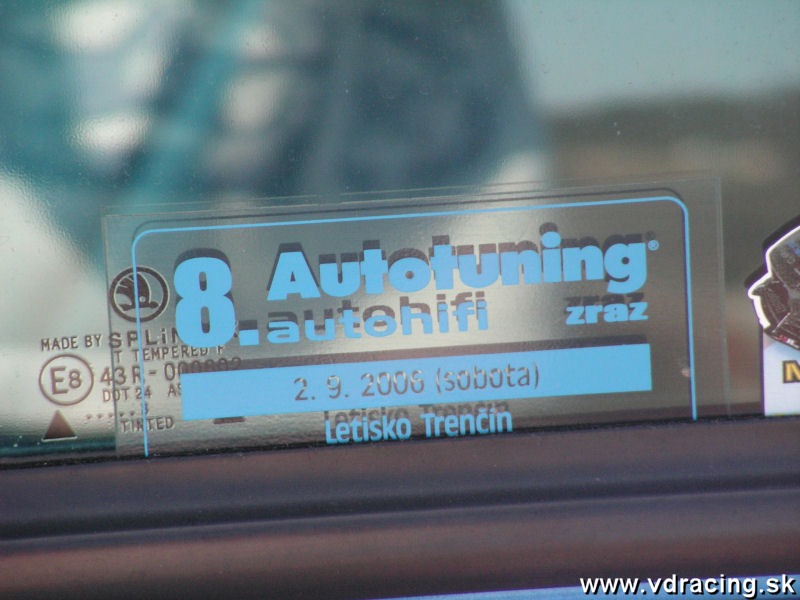 8. Autotuning®
autohifi zraz
2. 9. 2006 (sobota)
Letisko Trenčín
MADE BY
TEMPERED
E8 43R-
DOT 24
TINTED
www.vdracing.sk